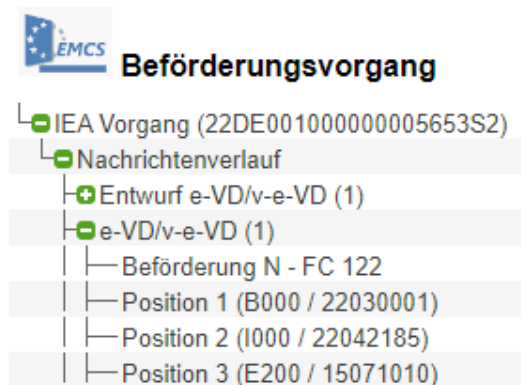 EMCS
Beförderungsvorgang
IEA Vorgang (22DE001000000005653S2)
Nachrichtenverlauf
Entwurf e-VD/v-e-VD (1)
e-VD/v-e-VD (1)
Beförderung N - FC 122
Position 1 (B000 / 22030001)
Position 2 (I000 / 22042185)
Position 3 (E200 / 15071010)